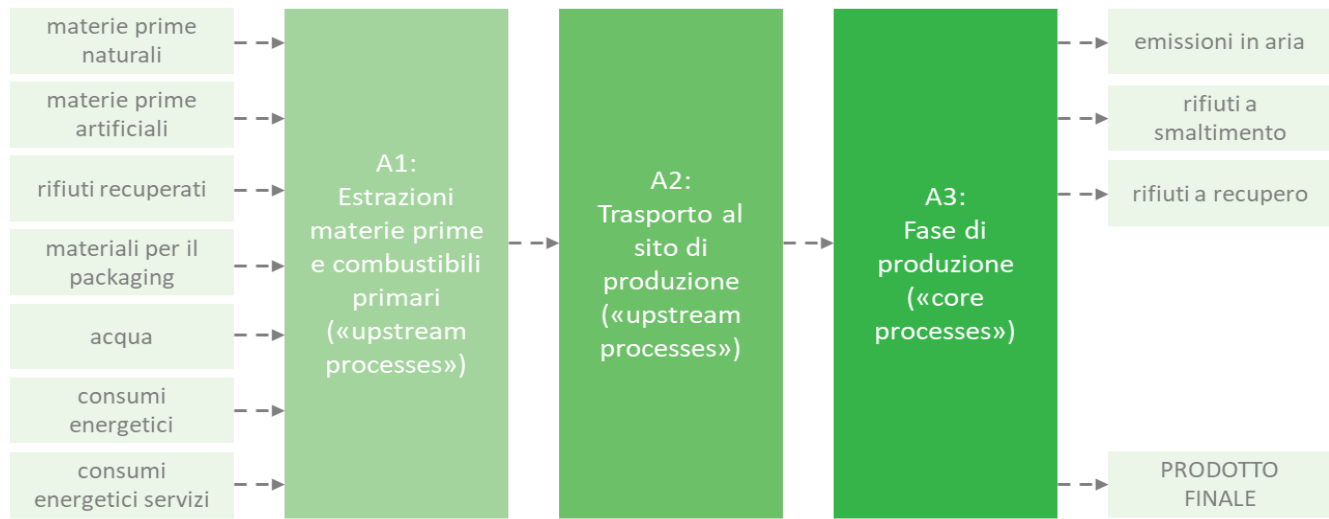 materie prime
naturali
materie prime
artificiali
rifiuti recuperati
materiali per il
packaging
acqua
consumi
energetici
consumi
energetici servizi
A1:
Estrazioni
materie prime
e combustibili
primari
(«upstream
processes»)
A2:
Trasporto al
sito di
produzione
(«upstream
processes»)
A3:
Fase di
produzione
(«core
processes»)
emissioni in aria
rifiuti a
smaltimento
rifiuti a recupero
PRODOTTO
FINALE